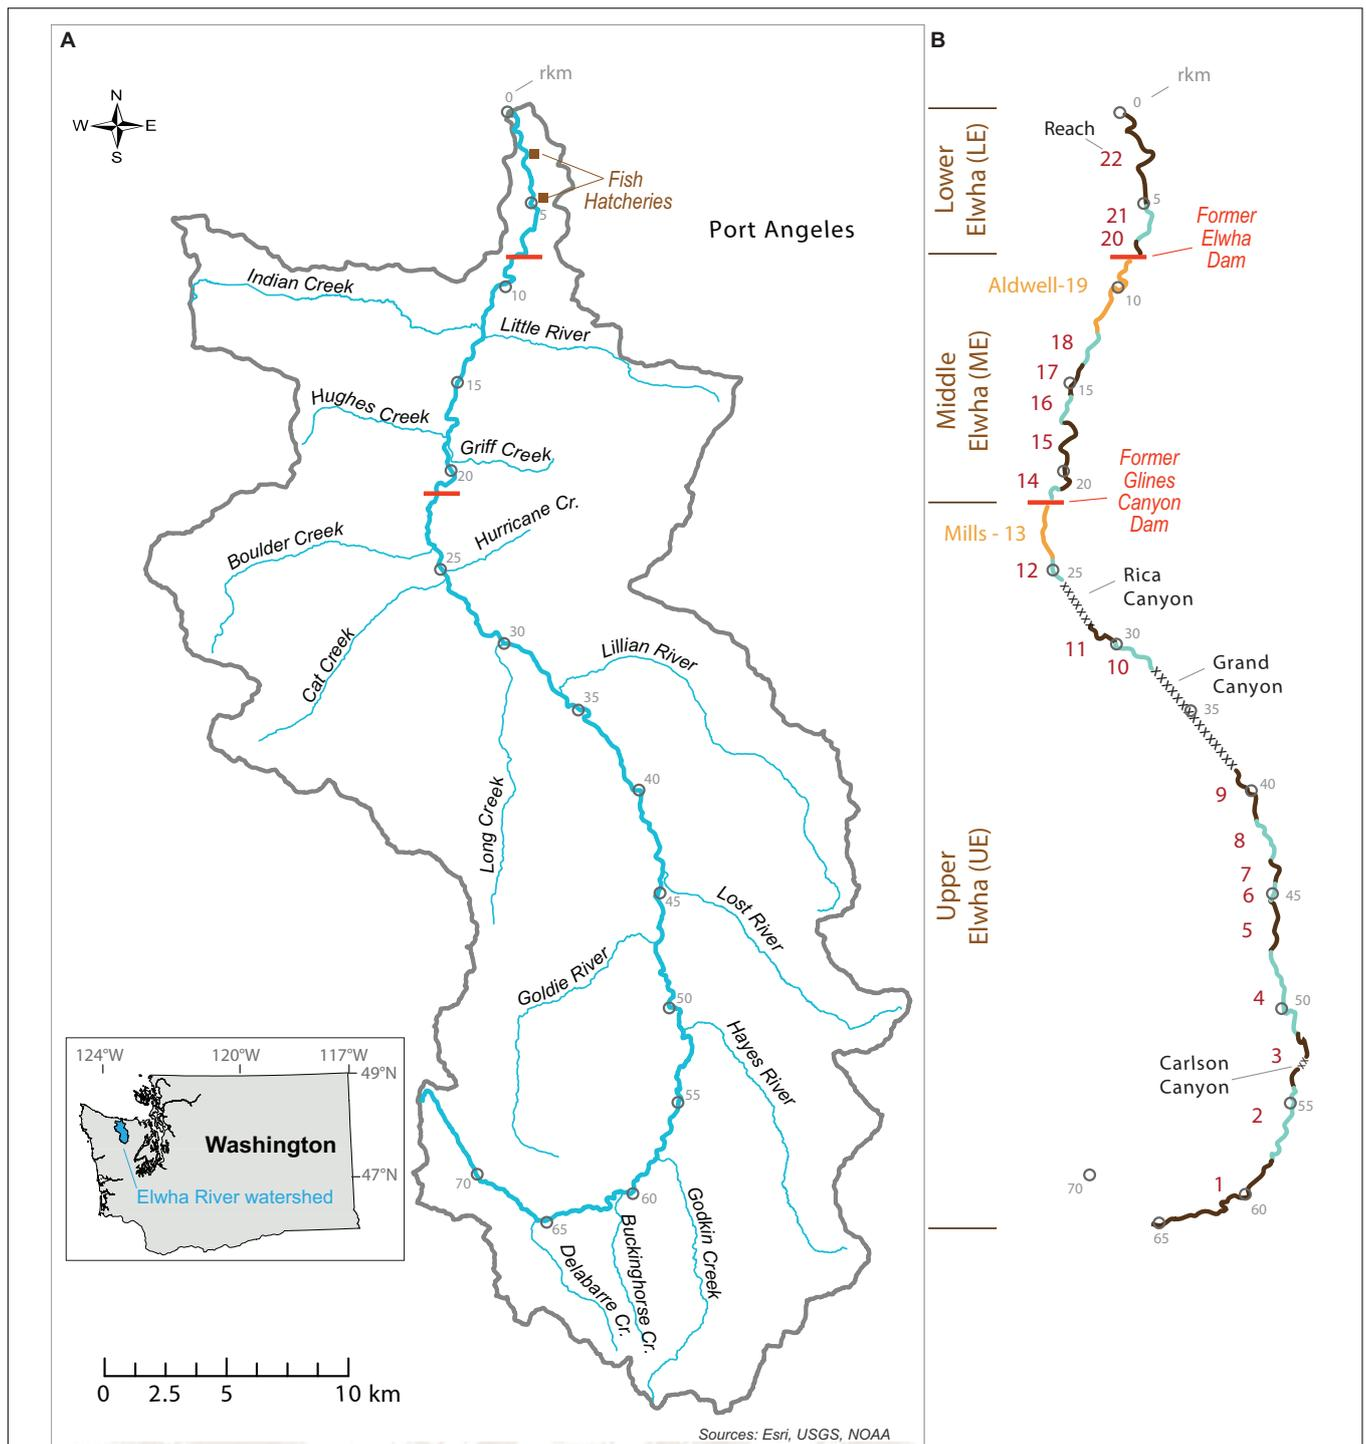 A
rkm
0
N
W
E
S
Fish
Hatcheries
5
Port Angeles
Indian Creek
10
Little River
15
Hughes Creek
Griff Creek
20
Hurricane Cr.
Boulder Creek
25
Cat Creek
30
Lillian River
35
Long Creek
40
45
Lost River
Goldie River
50
Hayes River
55
60
Godkin Creek
Buckinghorse Cr.
Delabarre Cr.
65
70
124°W
120°W
117°W
49°N
47°N
Washington
Elwha River watershed
0
2.5
5
10 km
Sources: Esri, USGS, NOAA
B
rkm
0
Reach
22
Lower
Elwha (LE)
5
21
20
Former
Elwha
Dam
Aldwell-19
10
18
Middle
Elwha (ME)
17
15
16
15
14
20
Former
Glines
Canyon
Dam
Mills - 13
12
25
Rica
Canyon
11
30
10
Grand
Canyon
35
9
40
8
7
6
45
5
Upper
Elwha (UE)
4
50
3
Carlson
Canyon
2
55
1
60
65
70